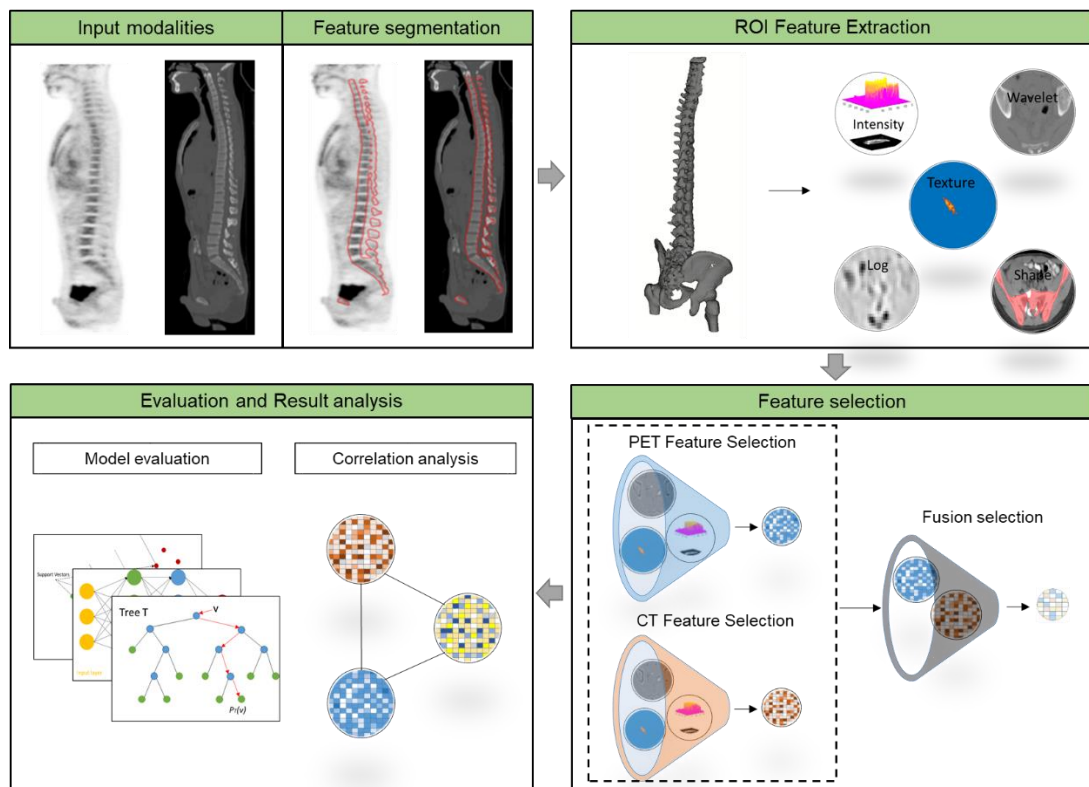 Input modalities
Feature segmentation
ROI Feature Extraction
Intensity
Wavelet
Texture
Log
Shape
Evaluation and Result analysis
Model evaluation
Correlation analysis
Support Vectors
Tree T
v
P_T(v)
Feature selection
PET Feature Selection
CT Feature Selection
Fusion selection